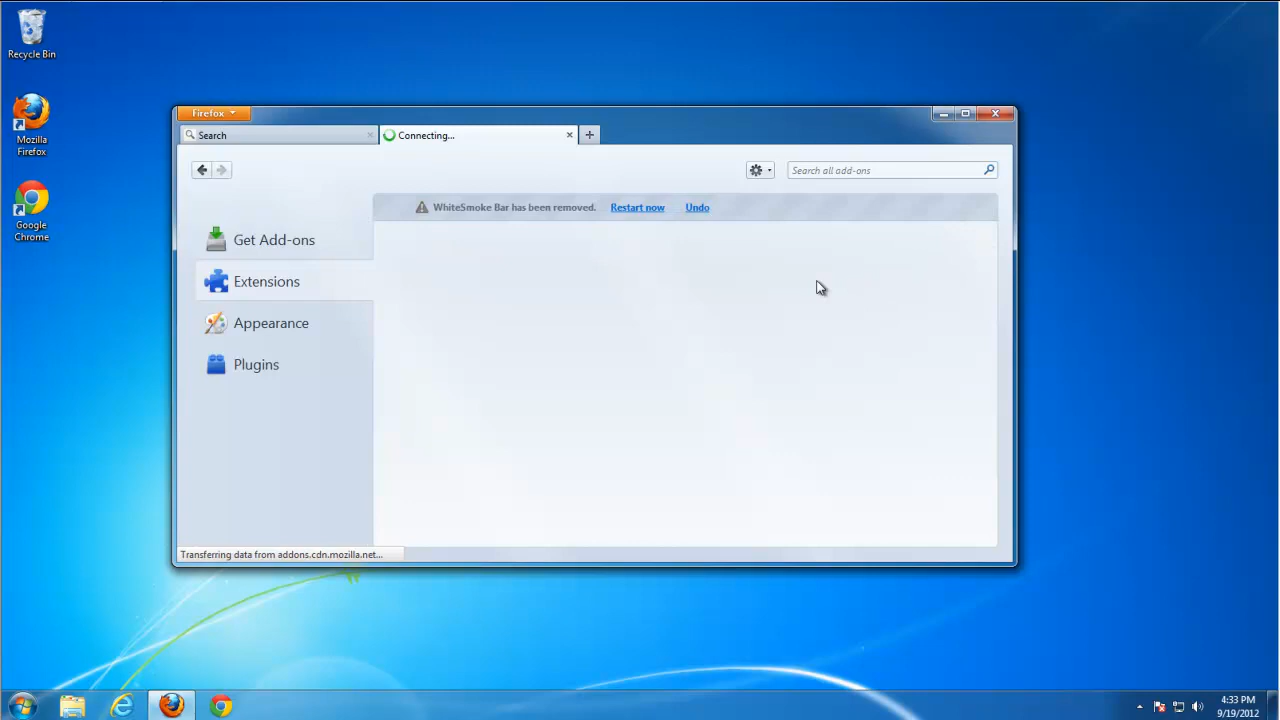 Recycle Bin
Mozilla
Firefox
Google
Chrome
Firefox
Search
Connecting...
Search all add-ons
WhiteSmoke Bar has been removed. Restart now Undo
Get Add-ons
Extensions
Appearance
Plugins
Transferring data from addons.cdn.mozilla.net...
4:33 PM
9/19/2012